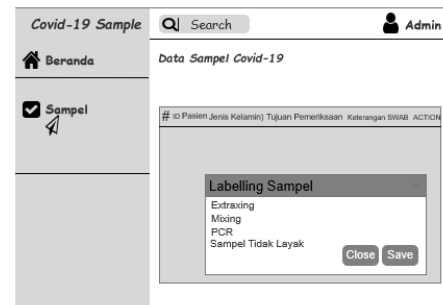 Covid-19 Sample
Search
Admin
Beranda
Data Sampel Covid-19
Sampel
# ID Pasien Jenis Kelamin) Tujuan Pemeriksaan Keterangan SWAB ACTION
Labelling Sampel
Extraxing
Mixing
PCR
Sampel Tidak Layak
Close Save